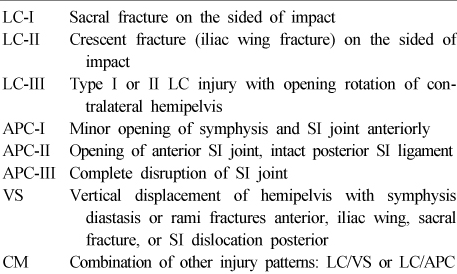 LC-I Sacral fracture on the sided of impact
LC-II Crescent fracture (iliac wing fracture) on the sided of
impact
LC-III Type I or II LC injury with opening rotation of con-
tralateral hemipelvis
APC-I Minor opening of symphysis and SI joint anteriorly
APC-II Opening of anterior SI joint, intact posterior SI ligament
APC-III Complete disruption of SI joint
VS Vertical displacement of hemipelvis with symphysis
diastasis or rami fractures anterior, iliac wing, sacral
fracture, or SI dislocation posterior
CM Combination of other injury patterns: LC/VS or LC/APC